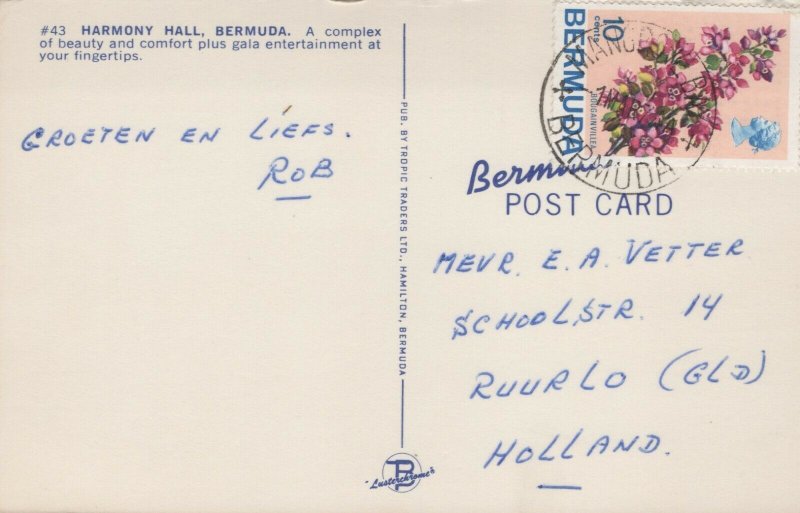 #43 HARMONY HALL, BERMUDA. A complex
of beauty and comfort plus gala entertainment at
your fingertips.
GROETEN EN LIEFS.
ROB
PUB. BY TROPIC TRADERS LTD., HAMILTON, BERMUDA
"Lusterchrome"
10
cents
BERMUDA
BOUGAINVILLEA
BERMUDA
Bermuda
POST CARD
MEVR. E. A. VETTER
SCHOOLSTR. 14
RUURLO (GLD)
HOLLAND.